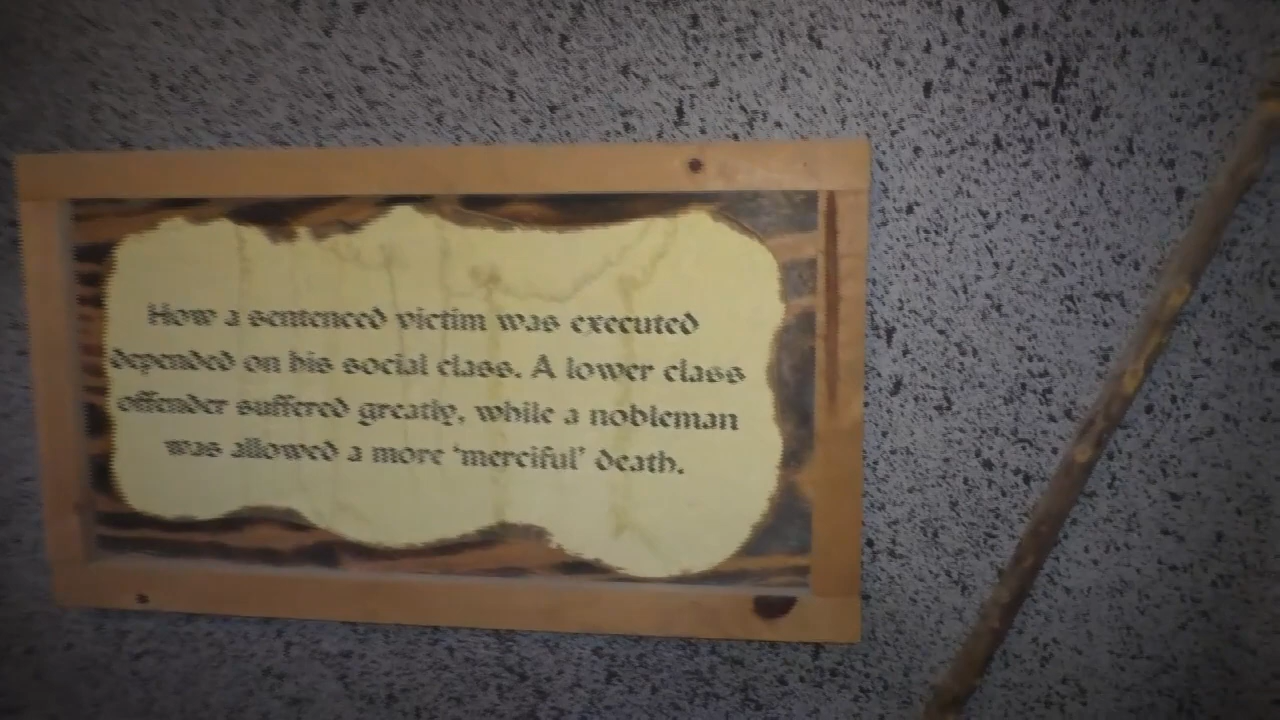 How a sentenced victim was executed
depended on his social class. A lower class
offender suffered greatly, while a nobleman
was allowed a more 'merciful' death.